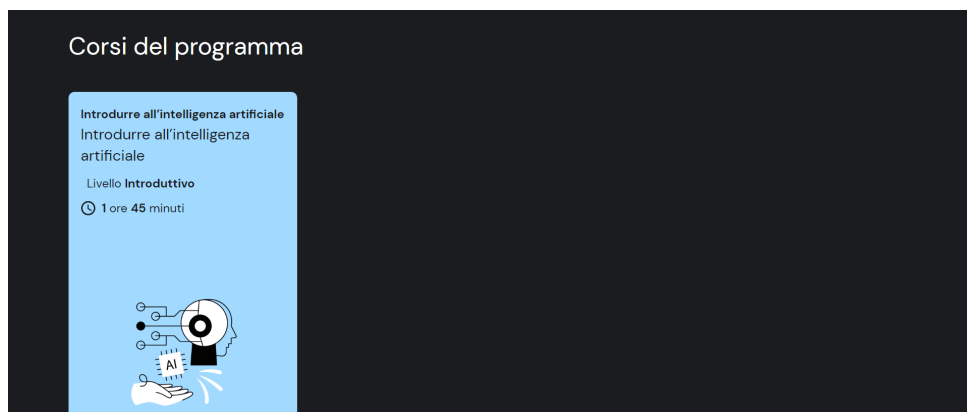 Corsi del programma
Introdurre all’intelligenza artificiale
Introdurre all’intelligenza
artificiale
Livello Introduttivo
1 ore 45 minuti
AI